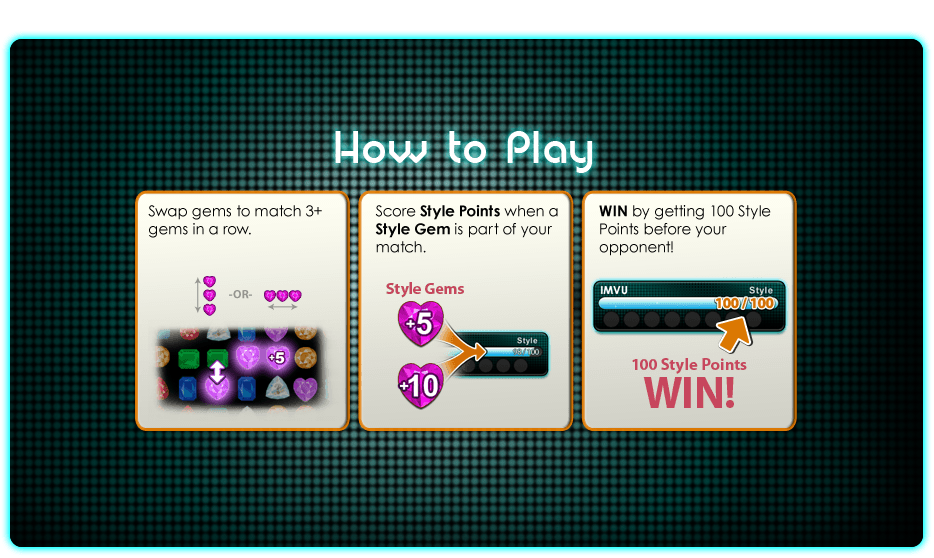 How to Play
Swap gems to match 3+
gems in a row.
-OR-
+5
Score Style Points when a
Style Gem is part of your
match.
Style Gems
+5
+10
Style
WIN by getting 100 Style
Points before your
opponent!
IMVU Style
100 / 100
100 Style Points
WIN!